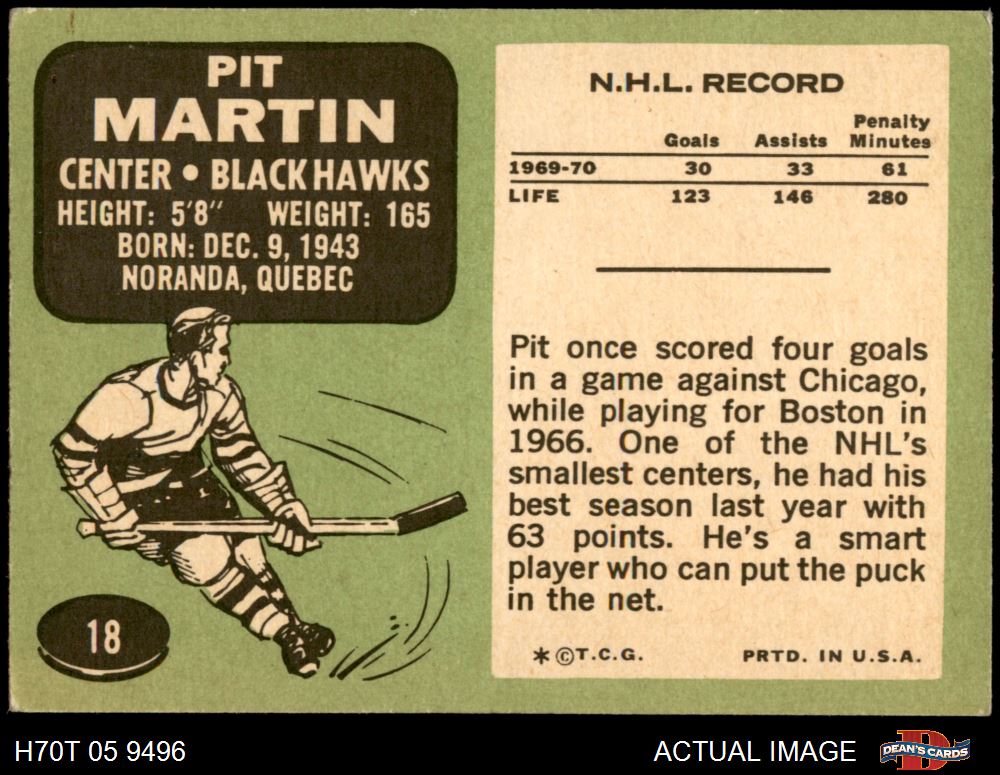 PIT
MARTIN
CENTER • BLACK HAWKS
HEIGHT: 5'8" WEIGHT: 165
BORN: DEC. 9, 1943
NORANDA, QUEBEC
18
N.H.L. RECORD
Goals Assists Penalty Minutes
1969-70 30 33 61
LIFE 123 146 280
Pit once scored four goals
in a game against Chicago,
while playing for Boston in
1966. One of the NHL's
smallest centers, he had his
best season last year with
63 points. He's a smart
player who can put the puck
in the net.
* © T.C.G. PRTD. IN U.S.A.
H70T 05 9496 ACTUAL IMAGE DEAN'S CARDS